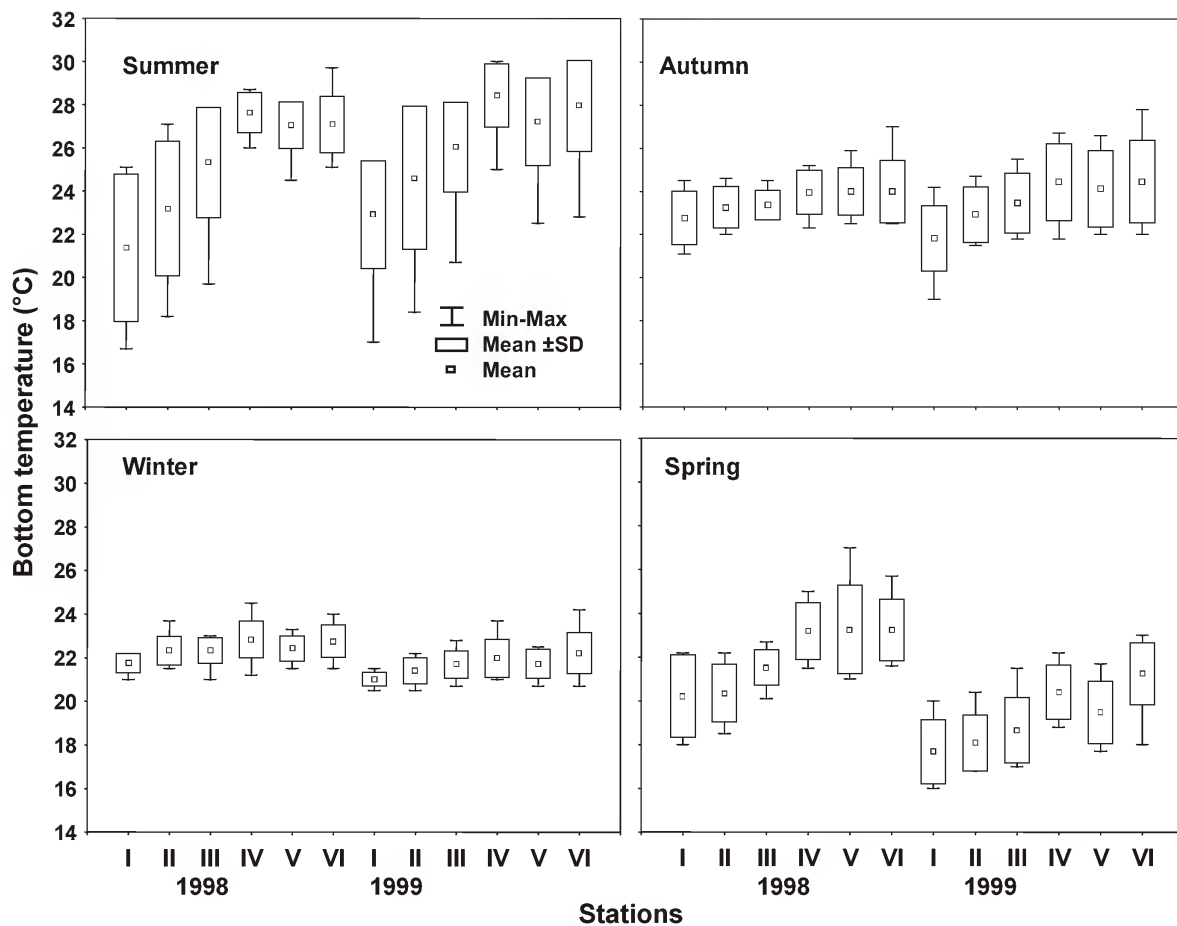 32
30
28
26
24
22
20
18
16
14
Summer
Min-Max
Mean ±SD
Mean
Autumn
Bottom temperature (°C)
32
30
28
26
24
22
20
18
16
14
Winter
Spring
I II III IV V VI I II III IV V VI
1998 1999
I II III IV V VI I II III IV V VI
1998 1999
Stations